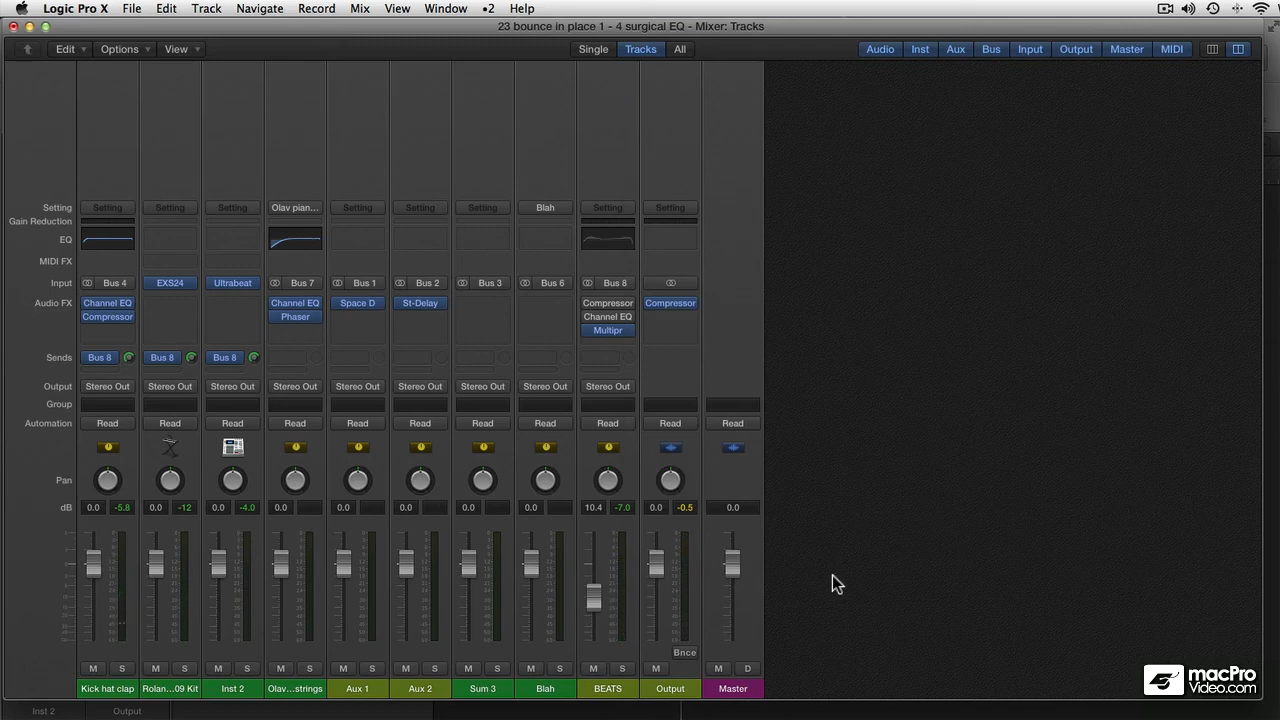 Logic Pro X File Edit Track Navigate Record Mix View Window •2 Help
23 bounce in place 1 - 4 surgical EQ - Mixer: Tracks
Edit Options View Single Tracks All Audio Inst Aux Bus Input Output Master MIDI
Setting Setting Setting Setting Olav pian... Setting Setting Setting Blah Setting Setting
Gain Reduction
EQ
MIDI FX
Input Bus 4 EXS24 Ultrabeat Bus 7 Bus 1 Bus 2 Bus 3 Bus 6 Bus 8
Audio FX Channel EQ Channel EQ Space D St-Delay Compressor Compressor
Compressor Phaser Channel EQ
Multipr
Sends Bus 8 Bus 8 Bus 8
Output Stereo Out Stereo Out Stereo Out Stereo Out Stereo Out Stereo Out Stereo Out Stereo Out Stereo Out
Group
Automation Read Read Read Read Read Read Read Read Read Read Read
Pan
dB 0.0 -5.8 0.0 -12 0.0 -4.0 0.0 0.0 0.0 0.0 0.0 10.4 -7.0 0.0 -0.5 0.0
Bnce
M S M S M S M S M S M S M S M S M S M M D
Kick hat clap Rolan...09 Kit Inst 2 Olav...strings Aux 1 Aux 2 Sum 3 Blah BEATS Output Master
macPro
Video.com
Inst 2 Output